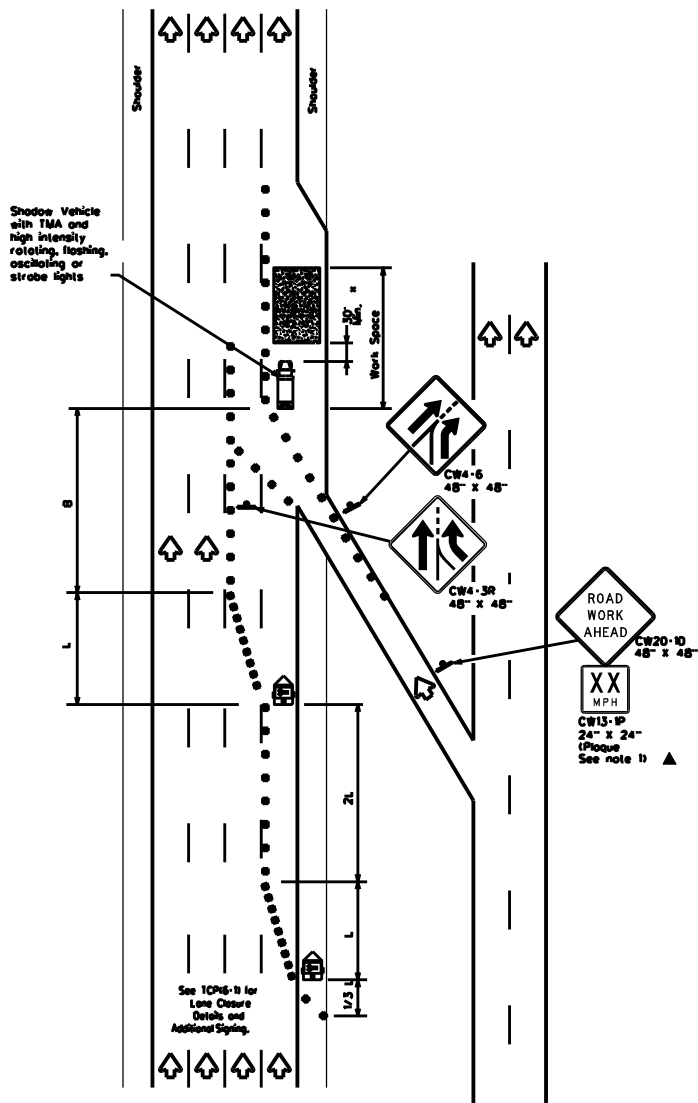 Shoulder
Shoulder
Shadow Vehicle
with TMA and
high intensity
rotating, flashing,
oscillating or
strobe lights
30'
Min.
*
Work Space
CW4-6
48" X 48"
CW4-3R
48" X 48"
B
L
ROAD
WORK
AHEAD
CW20-1D
48" X 48"
XX
MPH
CW13-1P
24" X 24"
(Plaque
See note 1) ▲
2L
L
1/3 L
See TCP(6-1) for
Lane Closure
Details and
Additional Signing.